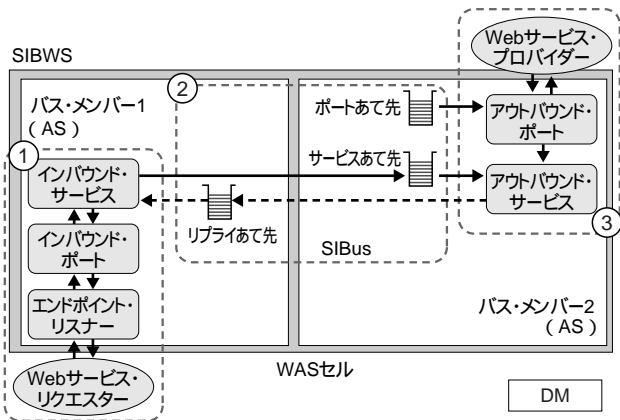 SIBWS
Webサービス・
プロバイダー
バス・メンバー1
（AS）
②
ポートあて先
アウトバウンド・
ポート
①
サービスあて先
インバウンド・
サービス
アウトバウンド・
サービス
リプライあて先
SIBus
③
インバウンド・
ポート
エンドポイント・
リスナー
バス・メンバー2
（AS）
WASセル
Webサービス・
リクエスター
DM